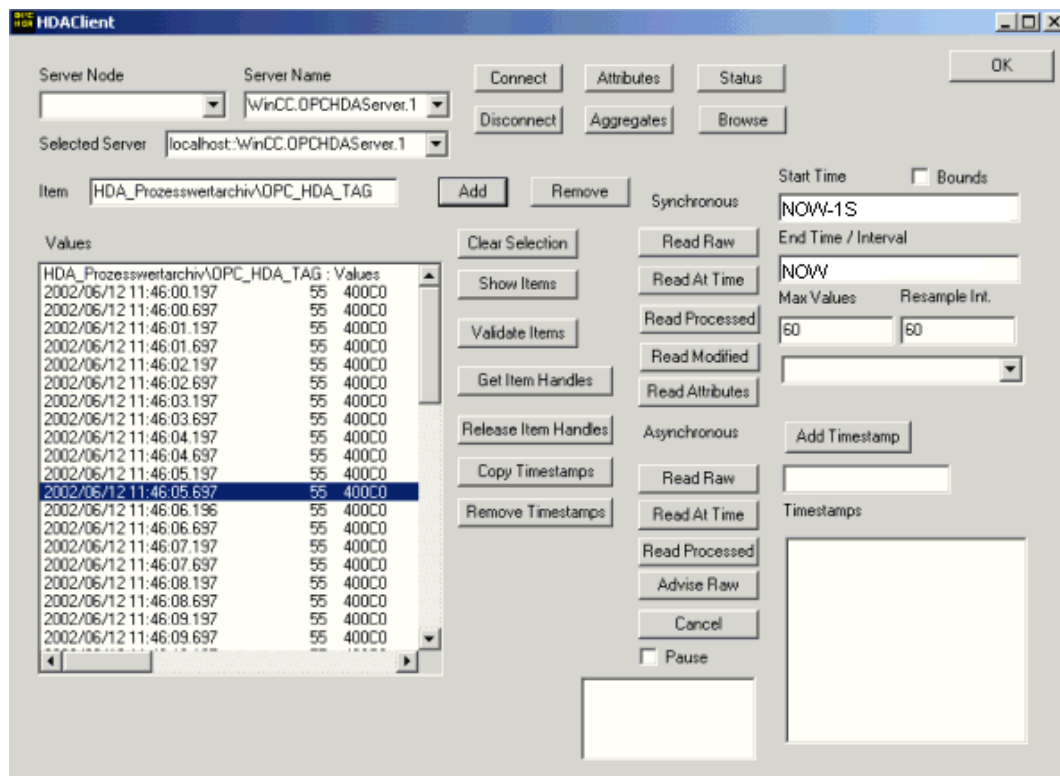 HDAClient
OK
Server Node
Server Name
Connect
Attributes
Status
WinCC.OPCHDAServer.1
Disconnect
Aggregates
Browse
Selected Server
localhost::WinCC.OPCHDAServer.1
Item
HDA_Prozesswertarchiv\OPC_HDA_TAG
Add
Remove
Synchronous
Start Time
Bounds
NOW-1S
Values
Clear Selection
Read Raw
End Time / Interval
HDA_Prozesswertarchiv\OPC_HDA_TAG : Values
2002/06/12 11:46:00.197 55 400C0
2002/06/12 11:46:00.697 55 400C0
2002/06/12 11:46:01.197 55 400C0
2002/06/12 11:46:01.697 55 400C0
2002/06/12 11:46:02.197 55 400C0
2002/06/12 11:46:02.697 55 400C0
2002/06/12 11:46:03.197 55 400C0
2002/06/12 11:46:03.697 55 400C0
2002/06/12 11:46:04.197 55 400C0
2002/06/12 11:46:04.697 55 400C0
2002/06/12 11:46:05.197 55 400C0
2002/06/12 11:46:05.697 55 400C0
2002/06/12 11:46:06.196 55 400C0
2002/06/12 11:46:06.697 55 400C0
2002/06/12 11:46:07.197 55 400C0
2002/06/12 11:46:07.697 55 400C0
2002/06/12 11:46:08.197 55 400C0
2002/06/12 11:46:08.697 55 400C0
2002/06/12 11:46:09.197 55 400C0
2002/06/12 11:46:09.697 55 400C0
Show Items
Validate Items
Get Item Handles
Release Item Handles
Copy Timestamps
Remove Timestamps
Read At Time
Read Processed
Read Modified
Read Attributes
Asynchronous
Read Raw
Read At Time
Read Processed
Advise Raw
Cancel
Pause
NOW
Max Values
Resample Int.
60
60
Add Timestamp
Timestamps